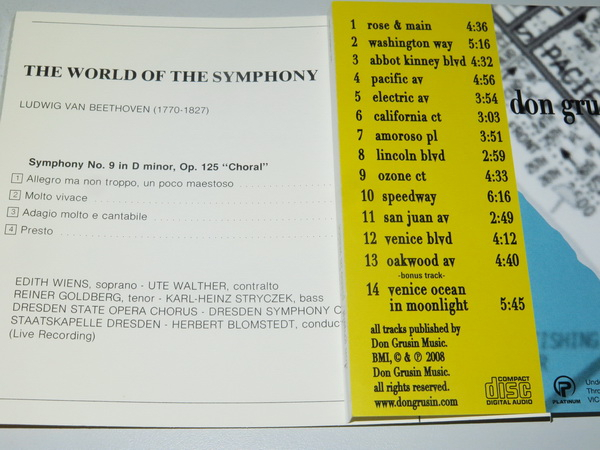 THE WORLD OF THE SYMPHONY
LUDWIG VAN BEETHOVEN (1770-1827)
Symphony No. 9 in D minor, Op. 125 "Choral"
1 Allegro ma non troppo, un poco maestoso
2 Molto vivace
3 Adagio molto e cantabile
4 Presto
EDITH WIENS, soprano - UTE WALTHER, contralto
REINER GOLDBERG, tenor - KARL-HEINZ STRYCZEK, bass
DRESDEN STATE OPERA CHORUS - DRESDEN SYMPHONY C
STAATSKAPELLE DRESDEN - HERBERT BLOMSTEDT, conduc
(Live Recording)
1 rose & main 4:36
2 washington way 5:16
3 abbot kinney blvd 4:32
4 pacific av 4:56
5 electric av 3:54
6 california ct 3:03
7 amoroso pl 3:51
8 lincoln blvd 2:59
9 ozone ct 4:33
10 speedway 6:16
11 san juan av 2:49
12 venice blvd 4:12
13 oakwood av 4:40
-bonus track-
14 venice ocean
in moonlight 5:45
all tracks published by
Don Grusin Music.
BMI, © & ℗ 2008
Don Grusin Music.
all rights reserved.
www.dongrusin.com
COMPACT
disc
DIGITAL AUDIO
PACIFIC
don gru
FISHING
PLATINUM
Unde
Thro
VIC